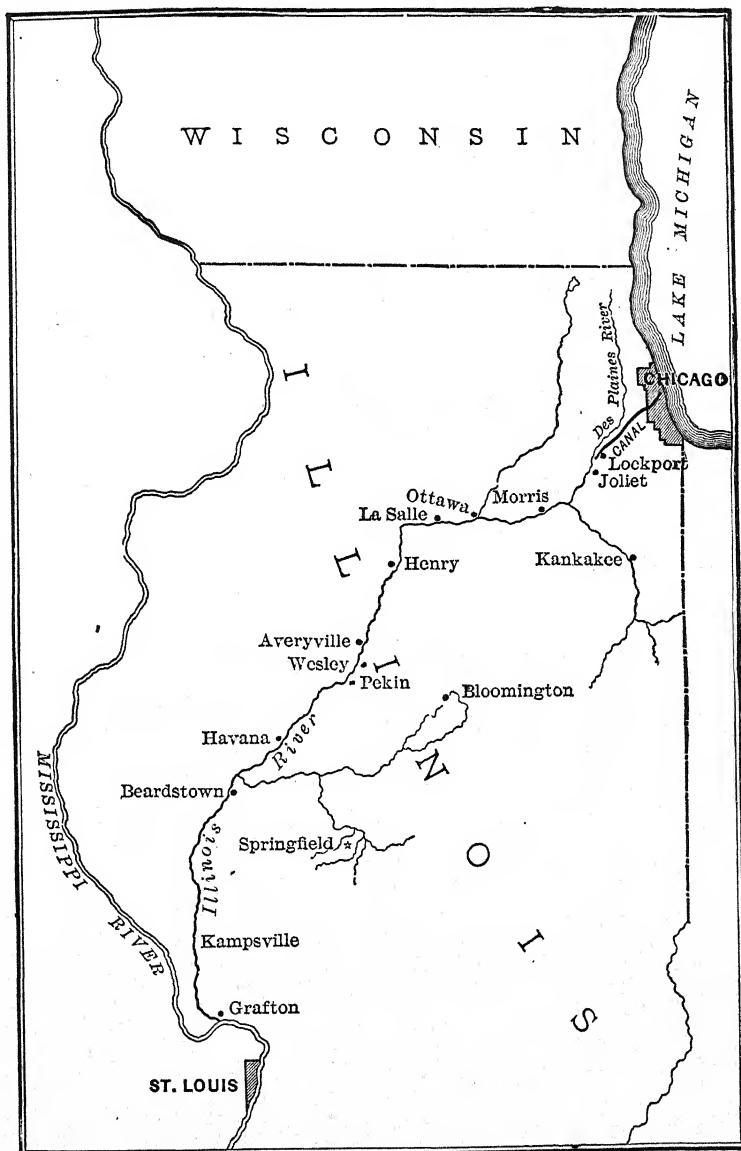 WISCONSIN
LAKE MICHIGAN
CHICAGO
Des Plaines River
CANAL
Lockport
Joliet
Morris
Ottawa
La Salle
Henry
Kankakee
Averyville
Wesley
Pekin
Bloomington
Havana
Beardstown
Springfield
Kampsville
Grafton
ST. LOUIS
Illinois River
MISSISSIPPI RIVER
ILLINOIS